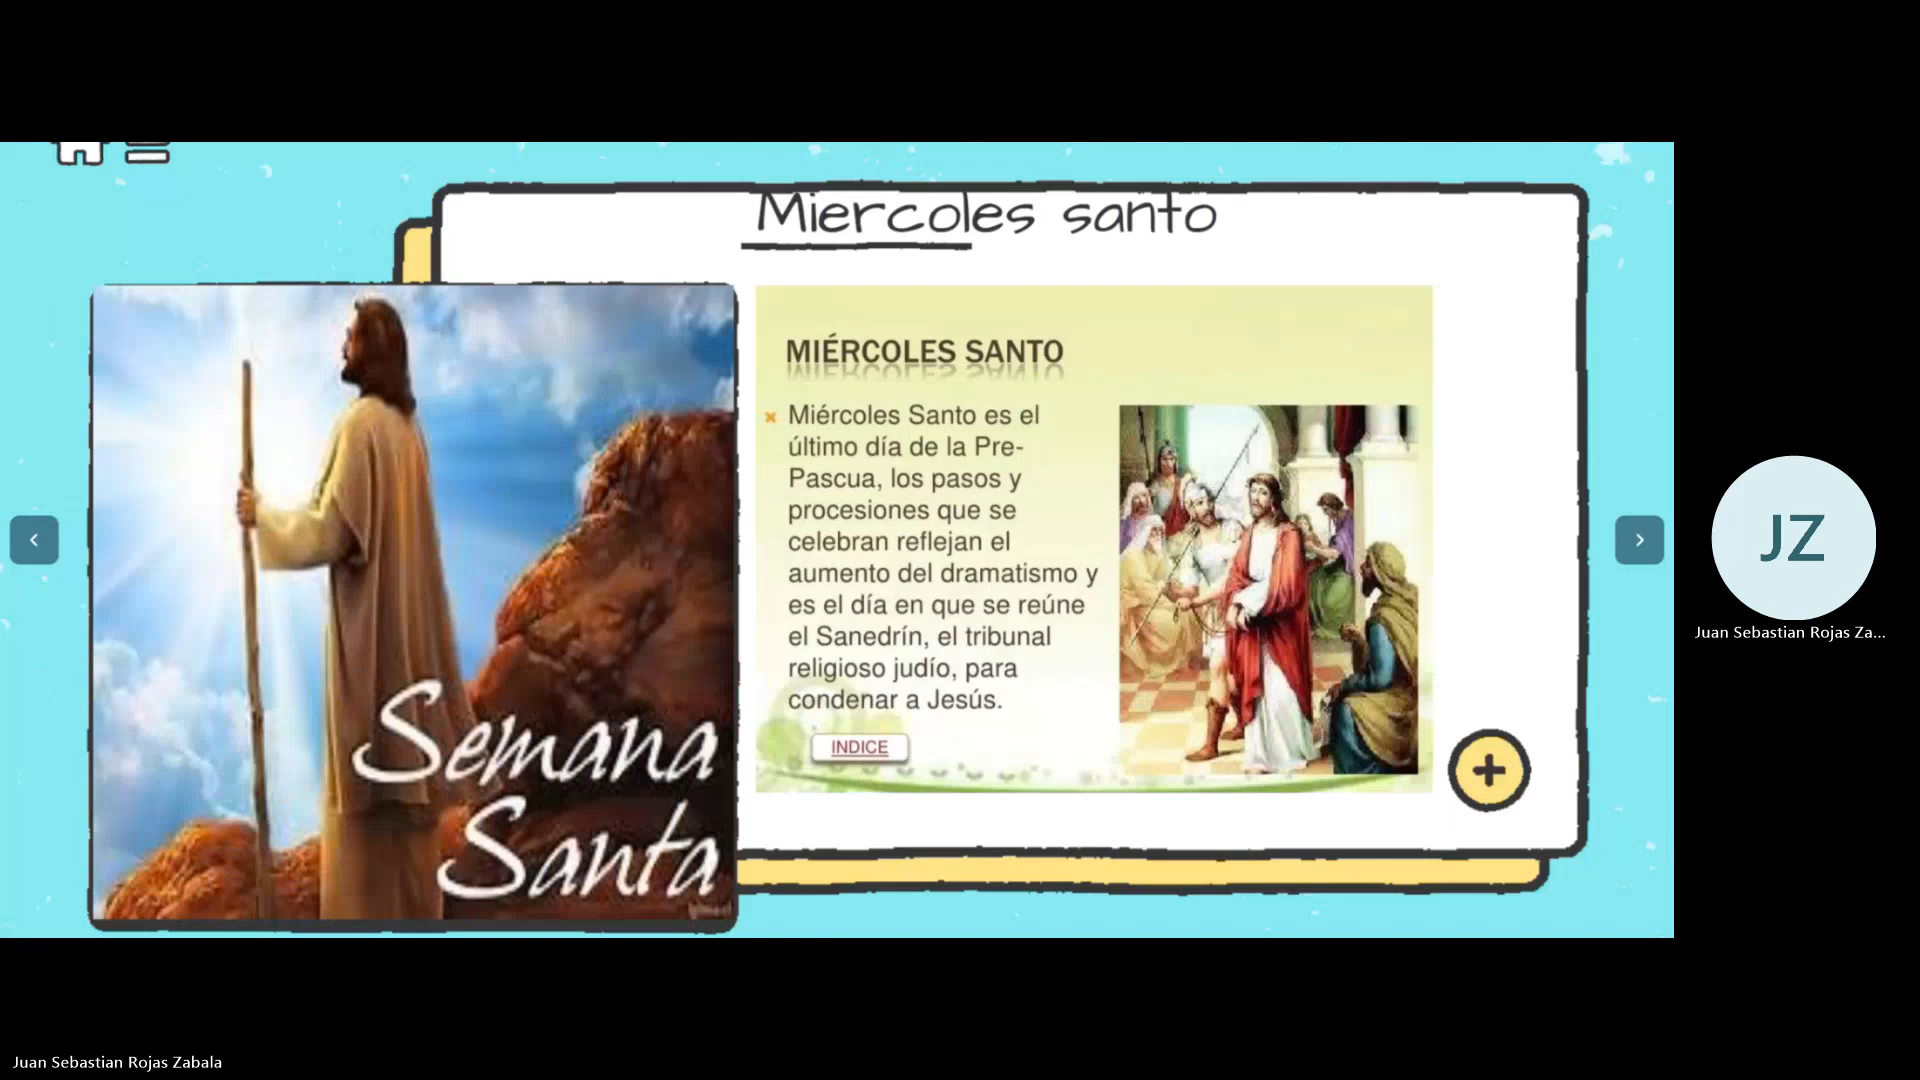 Miercoles santo
MIÉRCOLES SANTO
Miércoles Santo es el
último día de la Pre-
Pascua, los pasos y
procesiones que se
celebran reflejan el
aumento del dramatismo y
es el día en que se reúne
el Sanedrín, el tribunal
religioso judío, para
condenar a Jesús.
INDICE
Semana
Santa
JZ
Juan Sebastian Rojas Za...
Juan Sebastian Rojas Zabala